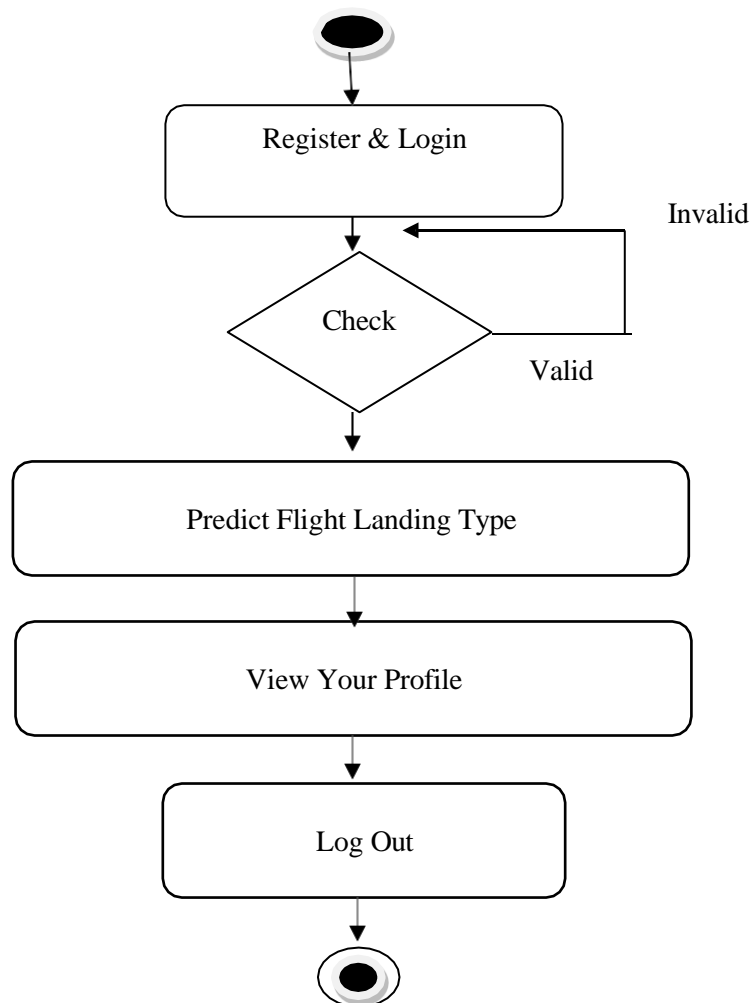 Register & Login
Invalid
Check
Valid
Predict Flight Landing Type
View Your Profile
Log Out